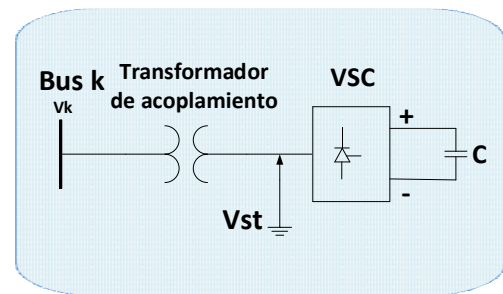 Bus k
Vk
Transformador
de acoplamiento
VSC
+
C
-
Vst